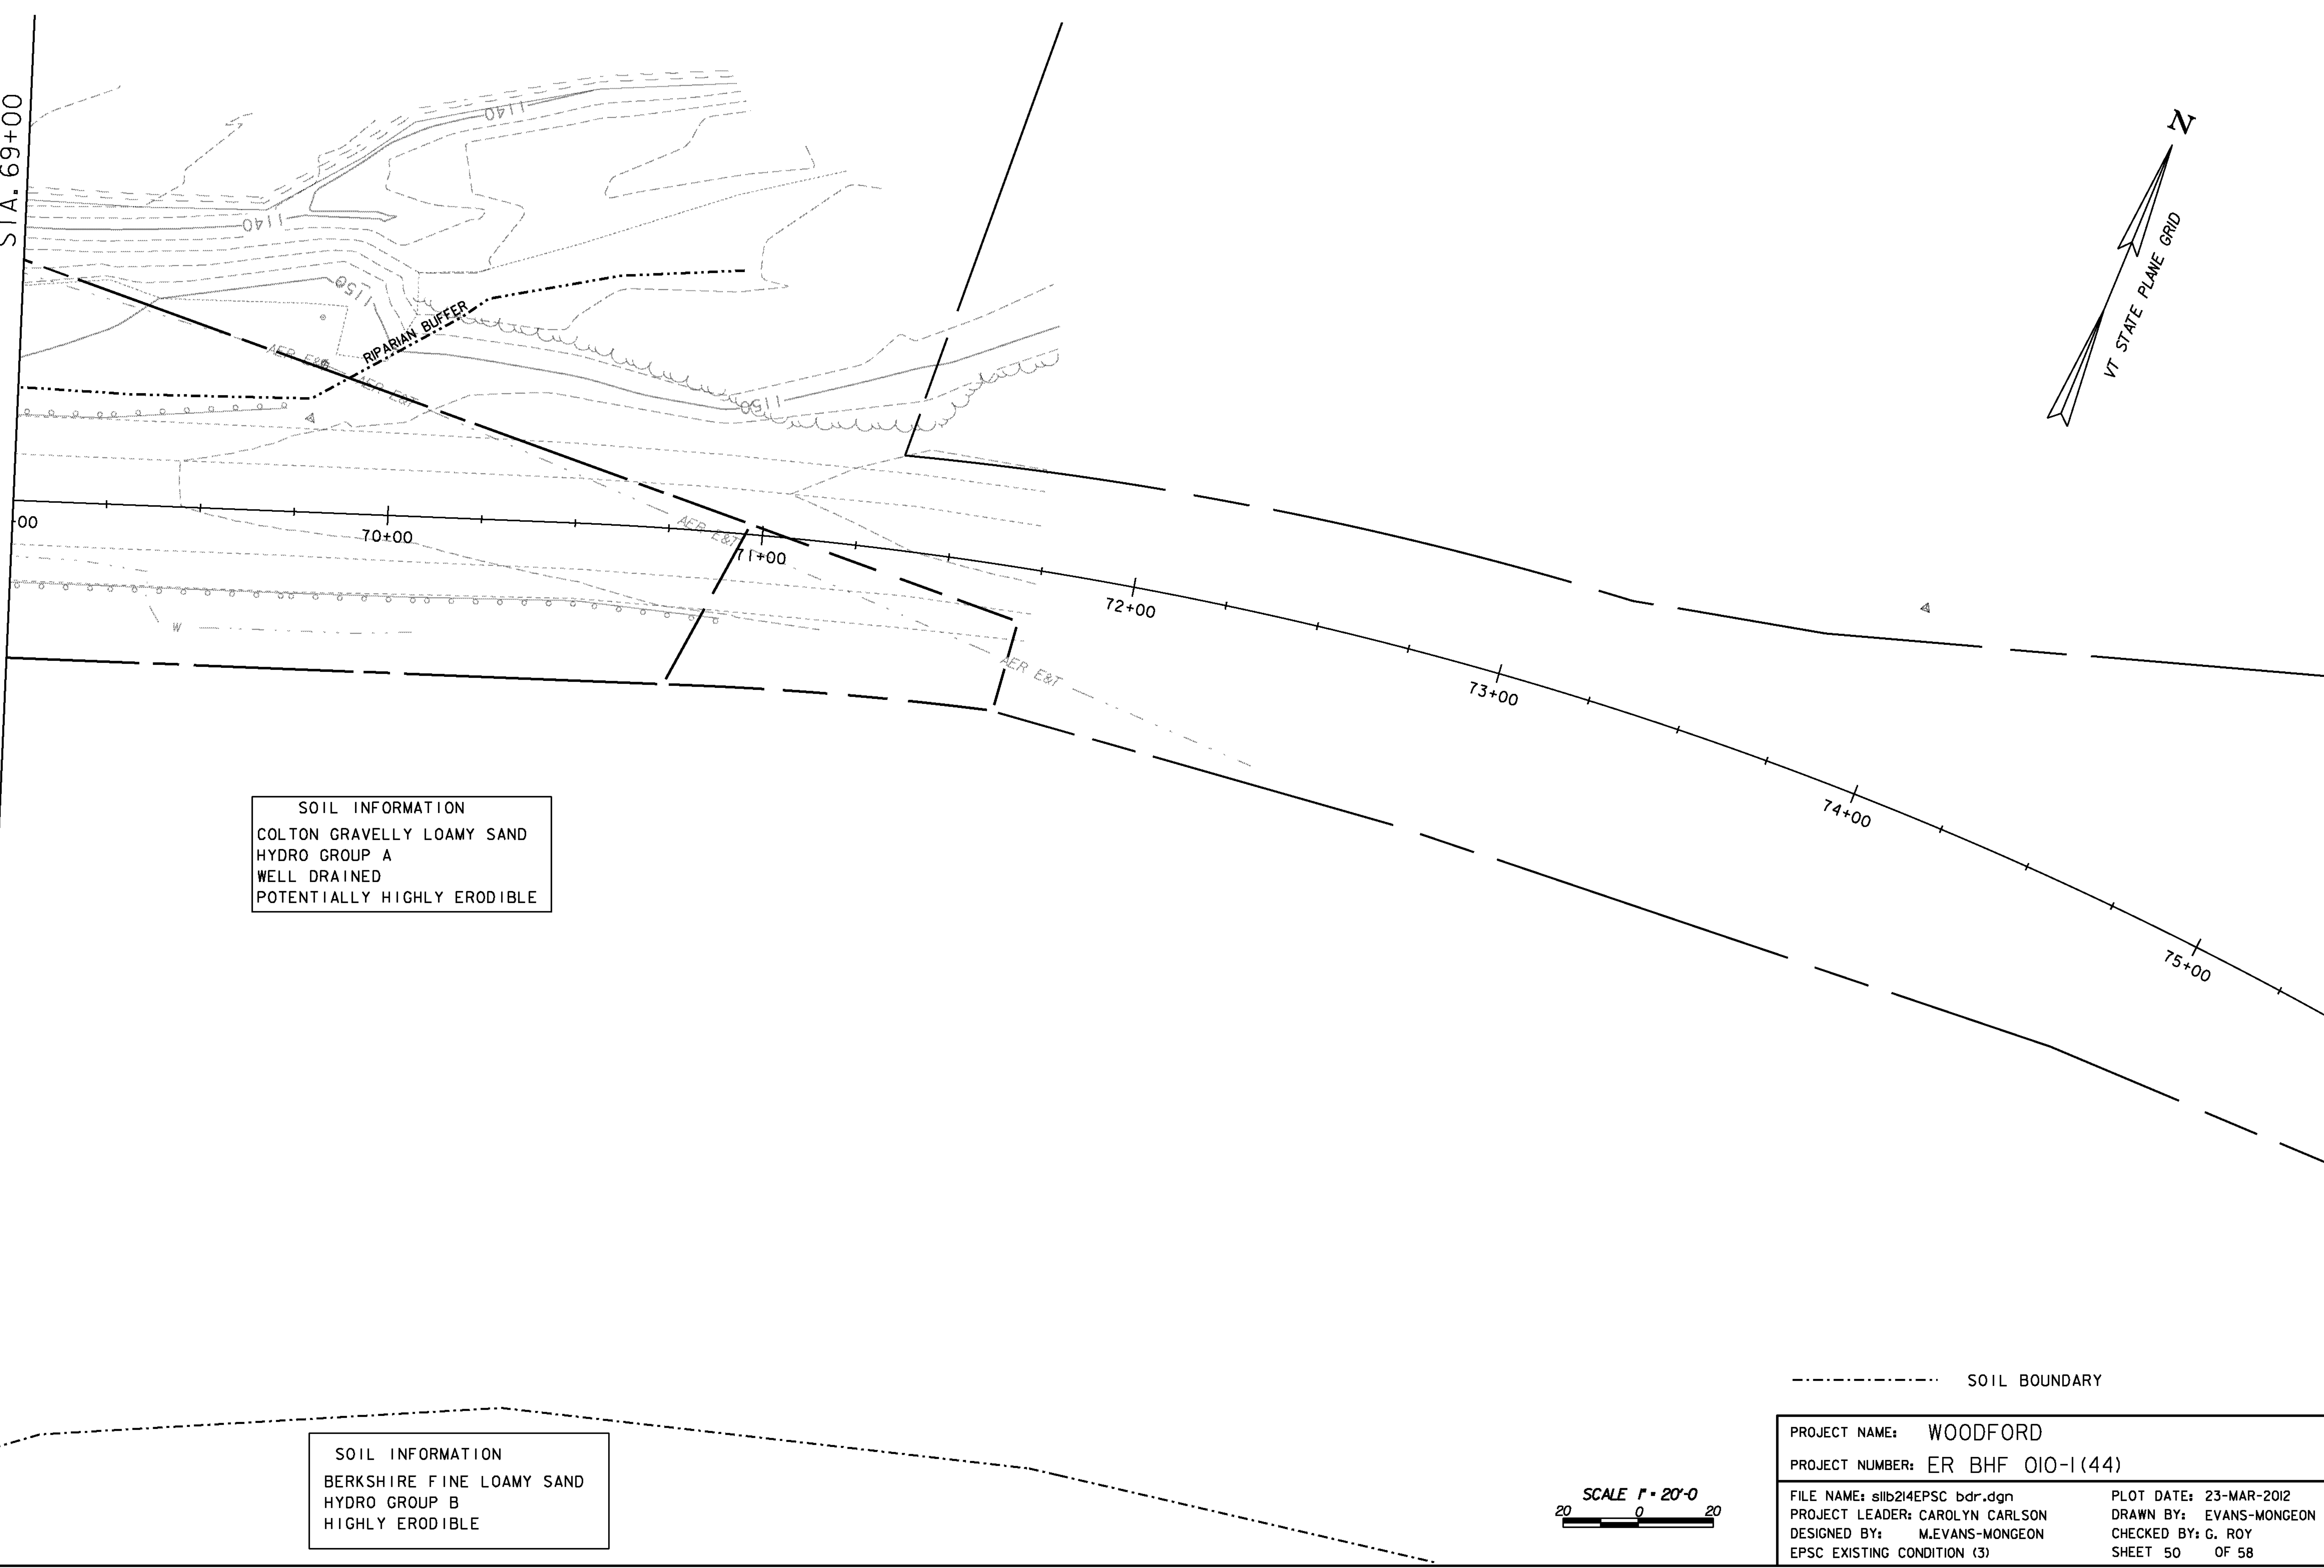 STA. 69+00
1140
1140
1150
RIPARIAN BUFFER
AER E&T
AER E&T
1150
N
VT STATE PLANE GRID
+00
70+00
AER E&T
71+00
72+00
W
AER E&T
73+00
74+00
75+00
SOIL INFORMATION
COLTON GRAVELLY LOAMY SAND
HYDRO GROUP A
WELL DRAINED
POTENTIALLY HIGHLY ERODIBLE
SOIL BOUNDARY
SOIL INFORMATION
BERKSHIRE FINE LOAMY SAND
HYDRO GROUP B
HIGHLY ERODIBLE
SCALE 1" = 20'-0
20 0 20
PROJECT NAME: WOODFORD
PROJECT NUMBER: ER BHF 010-1(44)
FILE NAME: s11b214EPSC bdr.dgn PLOT DATE: 23-MAR-2012
PROJECT LEADER: CAROLYN CARLSON DRAWN BY: EVANS-MONGEON
DESIGNED BY: M.EVANS-MONGEON CHECKED BY: G. ROY
EPSC EXISTING CONDITION (3) SHEET 50 OF 58